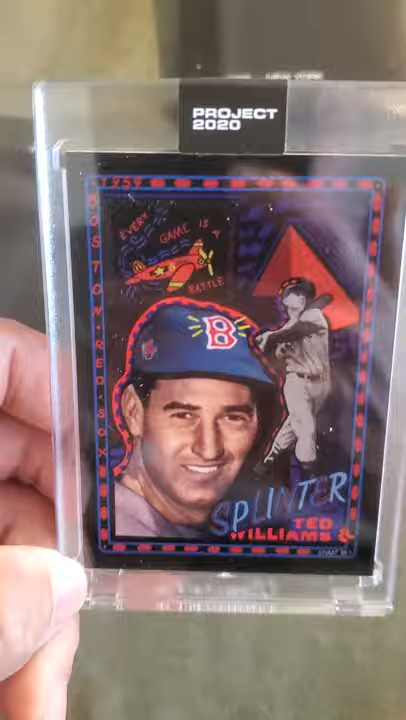 PROJECT
2020
1959
BOSTON·RED·SOX
EVERY
GAME IS A
BATTLE
B
SPLINTER
TED
WILLIAMS